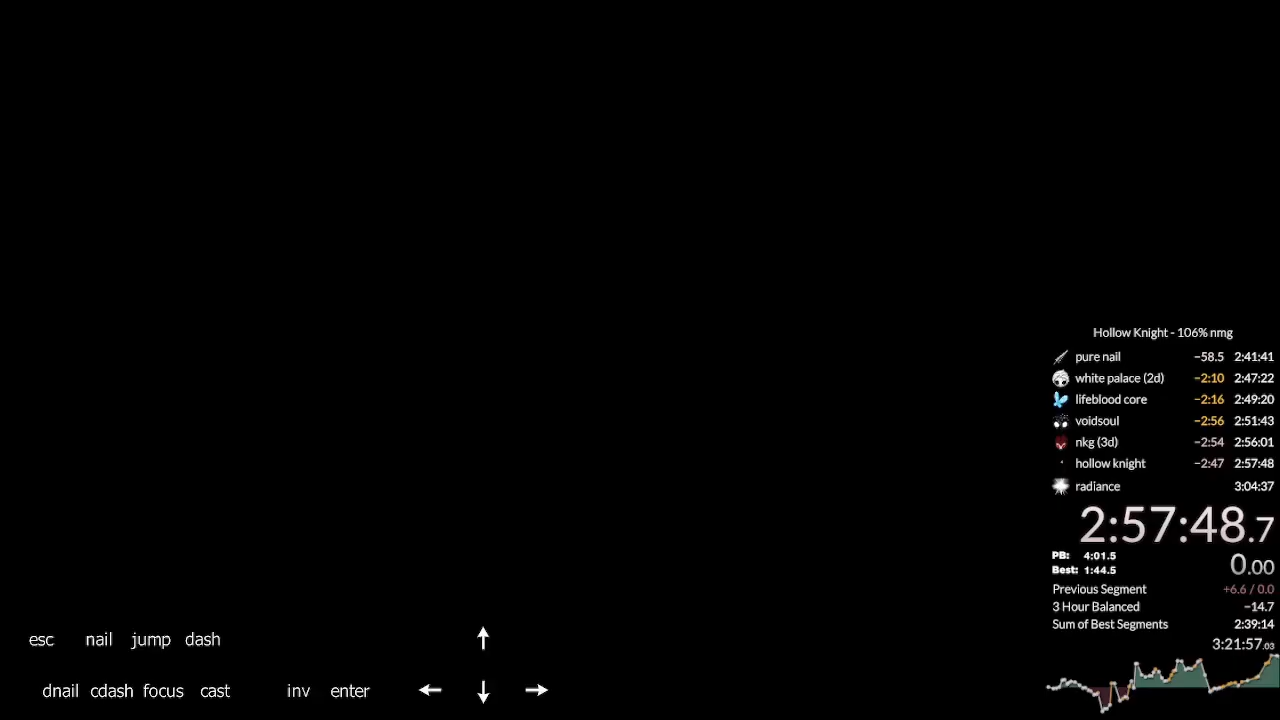 Hollow Knight - 106% nmg
pure nail −58.5 2:41:41
white palace (2d) −2:10 2:47:22
lifeblood core −2:16 2:49:20
voidsoul −2:56 2:51:43
nkg (3d) −2:54 2:56:01
hollow knight −2:47 2:57:48
radiance 3:04:37
2:57:48.7
PB: 4:01.5
Best: 1:44.5
0.00
Previous Segment +6.6 / 0.0
3 Hour Balanced −14.7
Sum of Best Segments 2:39:14
3:21:57.03
esc nail jump dash ↑
dnail cdash focus cast inv enter ← ↓ →